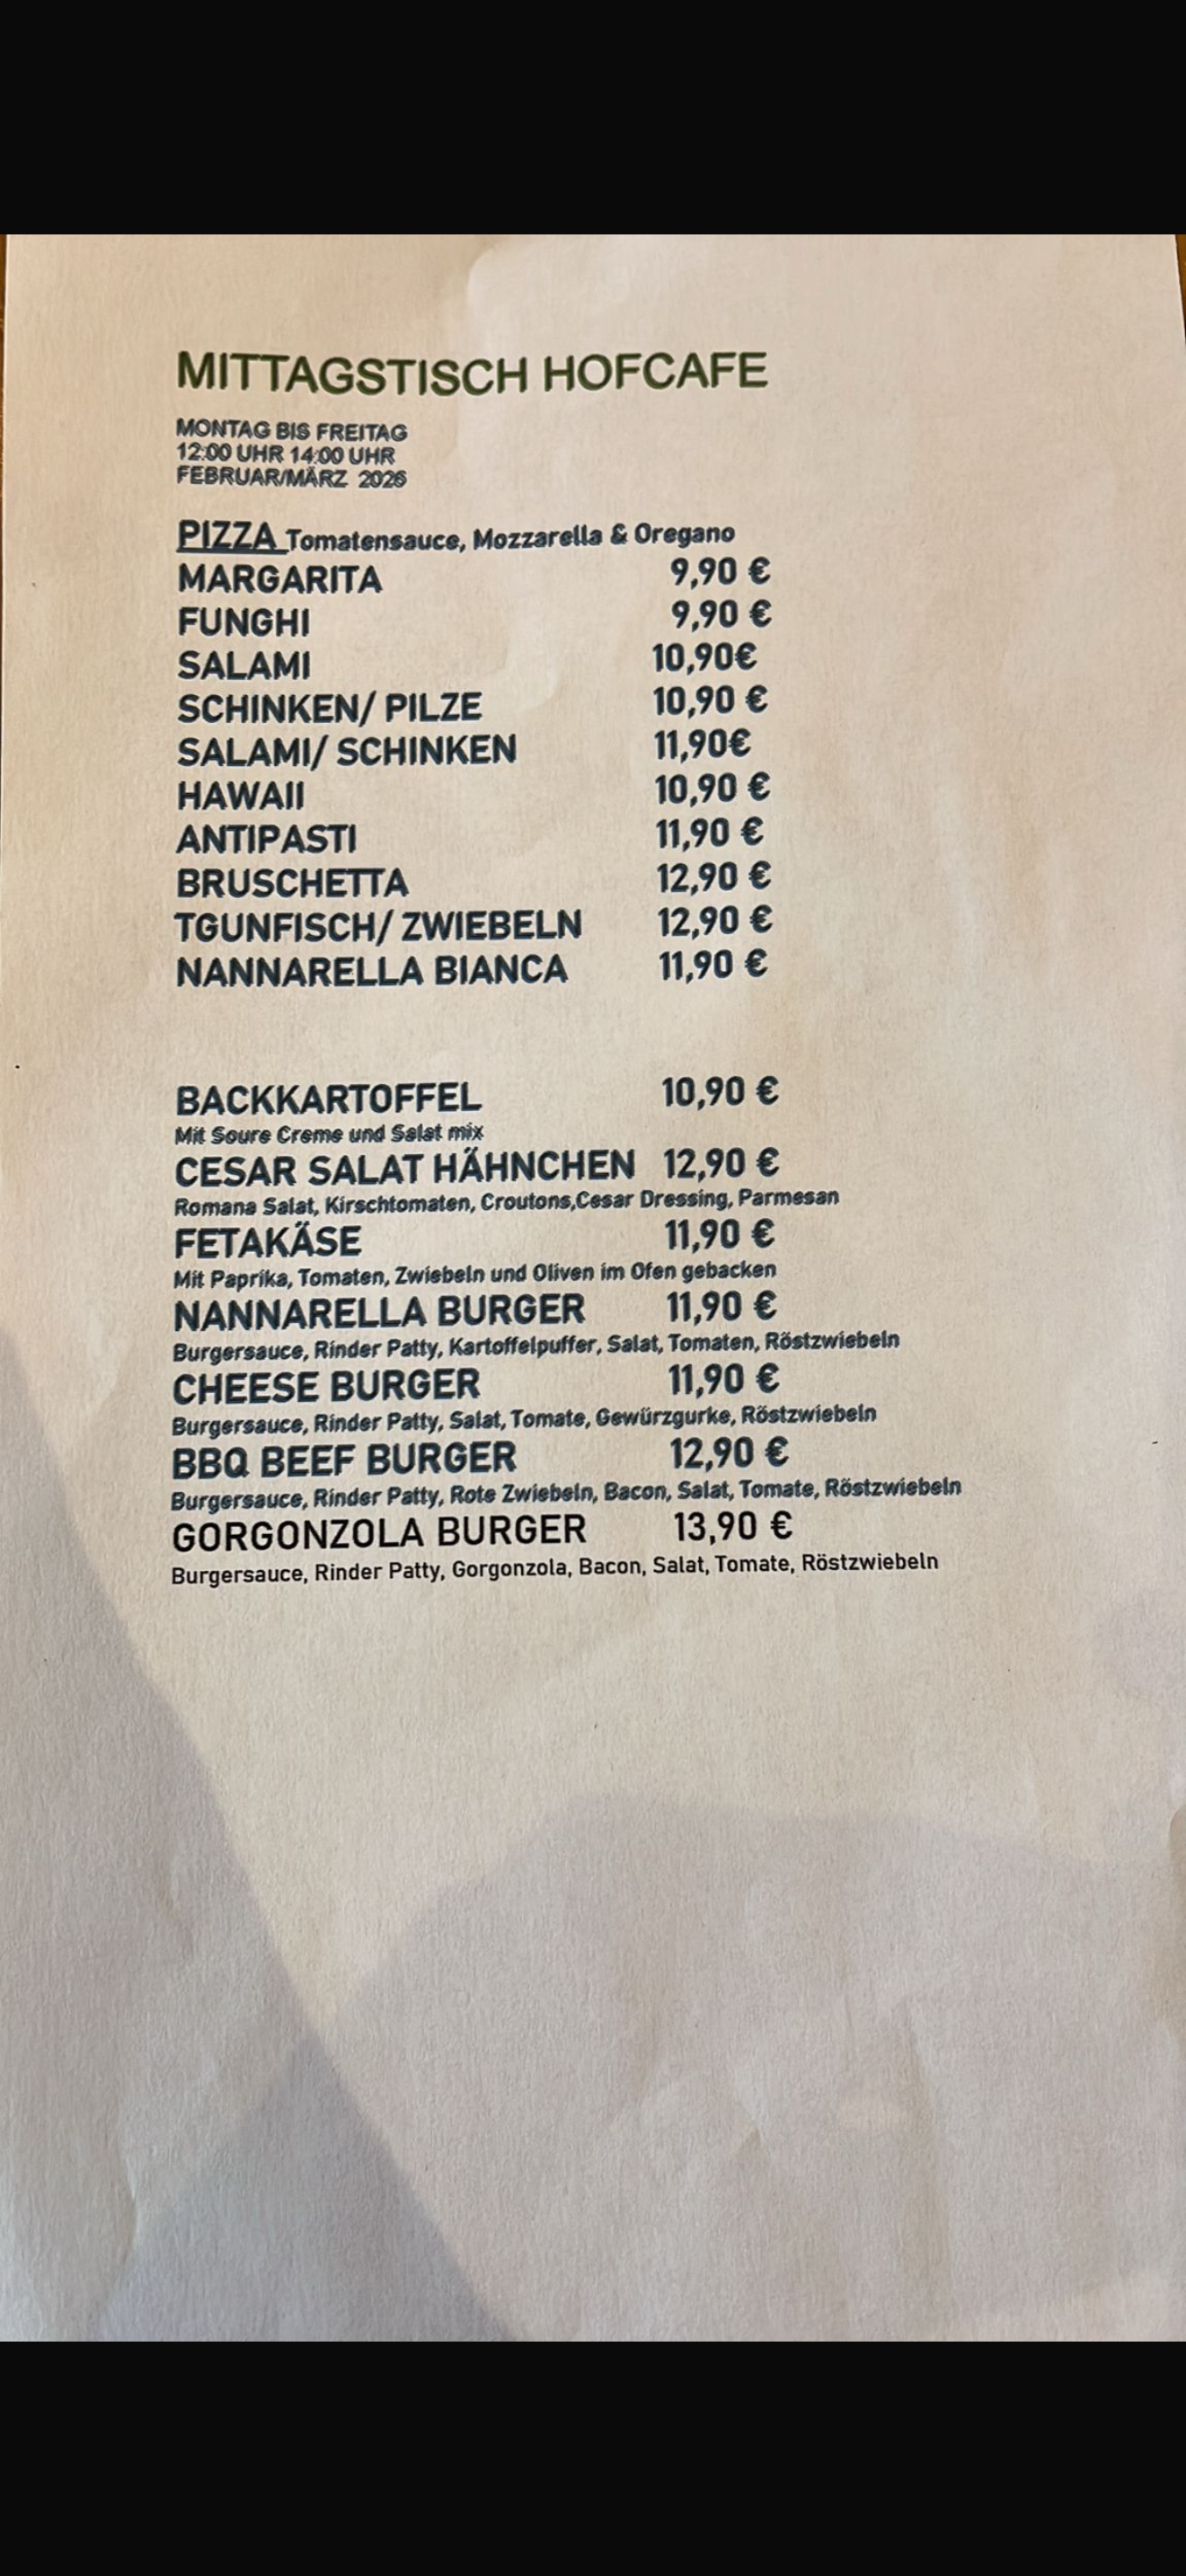 MITTAGSTISCH HOFCAFE
MONTAG BIS FREITAG
12:00 UHR 14:00 UHR
FEBRUAR/MÄRZ 2026
PIZZA Tomatensauce, Mozzarella & Oregano
MARGARITA 9,90 €
FUNGHI 9,90 €
SALAMI 10,90€
SCHINKEN/ PILZE 10,90 €
SALAMI/ SCHINKEN 11,90€
HAWAII 10,90 €
ANTIPASTI 11,90 €
BRUSCHETTA 12,90 €
TGUNFISCH/ ZWIEBELN 12,90 €
NANNARELLA BIANCA 11,90 €
BACKKARTOFFEL 10,90 €
Mit Soure Creme und Salat mix
CESAR SALAT HÄHNCHEN 12,90 €
Romana Salat, Kirschtomaten, Croutons,Cesar Dressing, Parmesan
FETAKÄSE 11,90 €
Mit Paprika, Tomaten, Zwiebeln und Oliven im Ofen gebacken
NANNARELLA BURGER 11,90 €
Burgersauce, Rinder Patty, Kartoffelpuffer, Salat, Tomaten, Röstzwiebeln
CHEESE BURGER 11,90 €
Burgersauce, Rinder Patty, Salat, Tomate, Gewürzgurke, Röstzwiebeln
BBQ BEEF BURGER 12,90 €
Burgersauce, Rinder Patty, Rote Zwiebeln, Bacon, Salat, Tomate, Röstzwiebeln
GORGONZOLA BURGER 13,90 €
Burgersauce, Rinder Patty, Gorgonzola, Bacon, Salat, Tomate, Röstzwiebeln